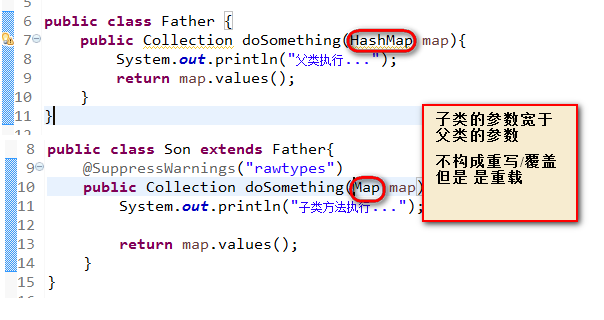 5
6 public class Father {
7 public Collection doSomething(HashMap map){
8 System.out.println("父类执行...");
9 return map.values();
10 }
11 }
12
8 public class Son extends Father{
9 @SuppressWarnings("rawtypes")
10 public Collection doSomething(Map map)
11 System.out.println("子类方法执行...");
12
13 return map.values();
14 }
15 }
16
子类的参数宽于
父类的参数
不构成重写/覆盖
但是 是重载